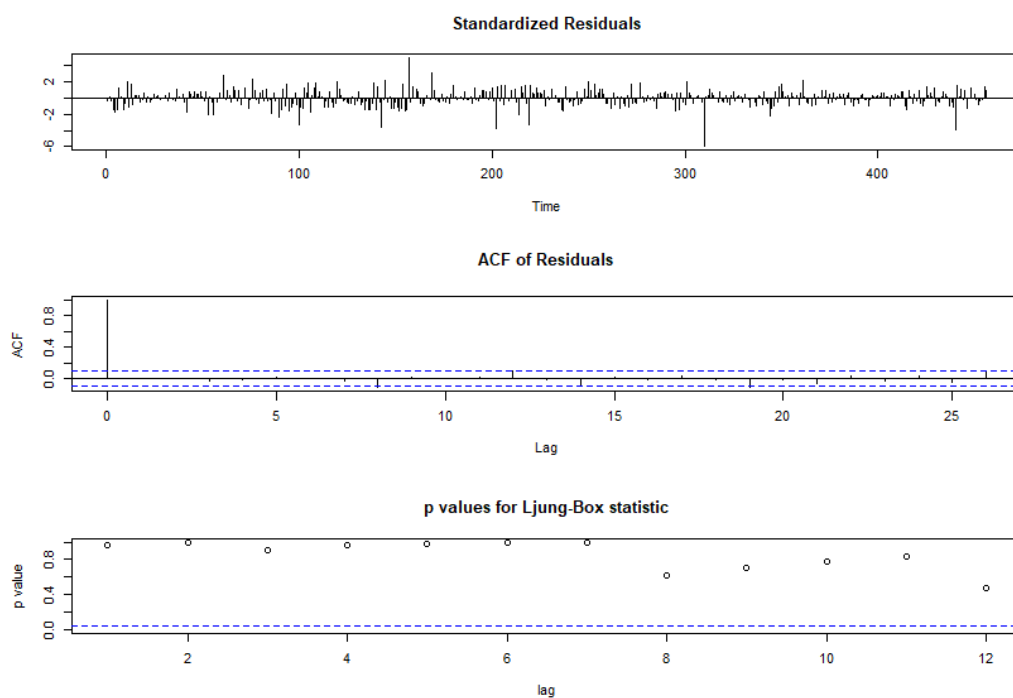 Standardized Residuals
2
-2
-6
0 100 200 300 400
Time
ACF of Residuals
ACF
0.8
0.4
0.0
0 5 10 15 20 25
Lag
p values for Ljung-Box statistic
p value
0.8
0.4
0.0
2 4 6 8 10 12
lag